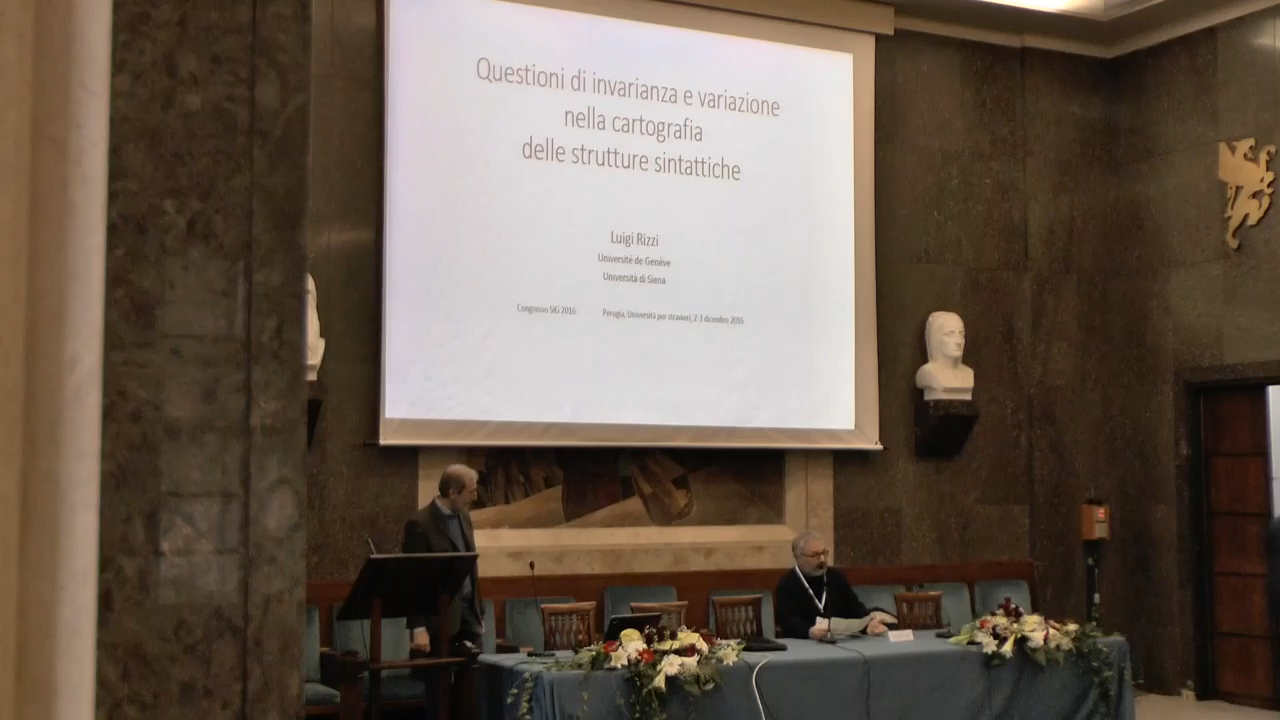 Questioni di invarianza e variazione
nella cartografia
delle strutture sintattiche
Luigi Rizzi
Université de Genève
Università di Siena
Congresso SIG 2016 Perugia, Università per stranieri, 2-3 dicembre 2016